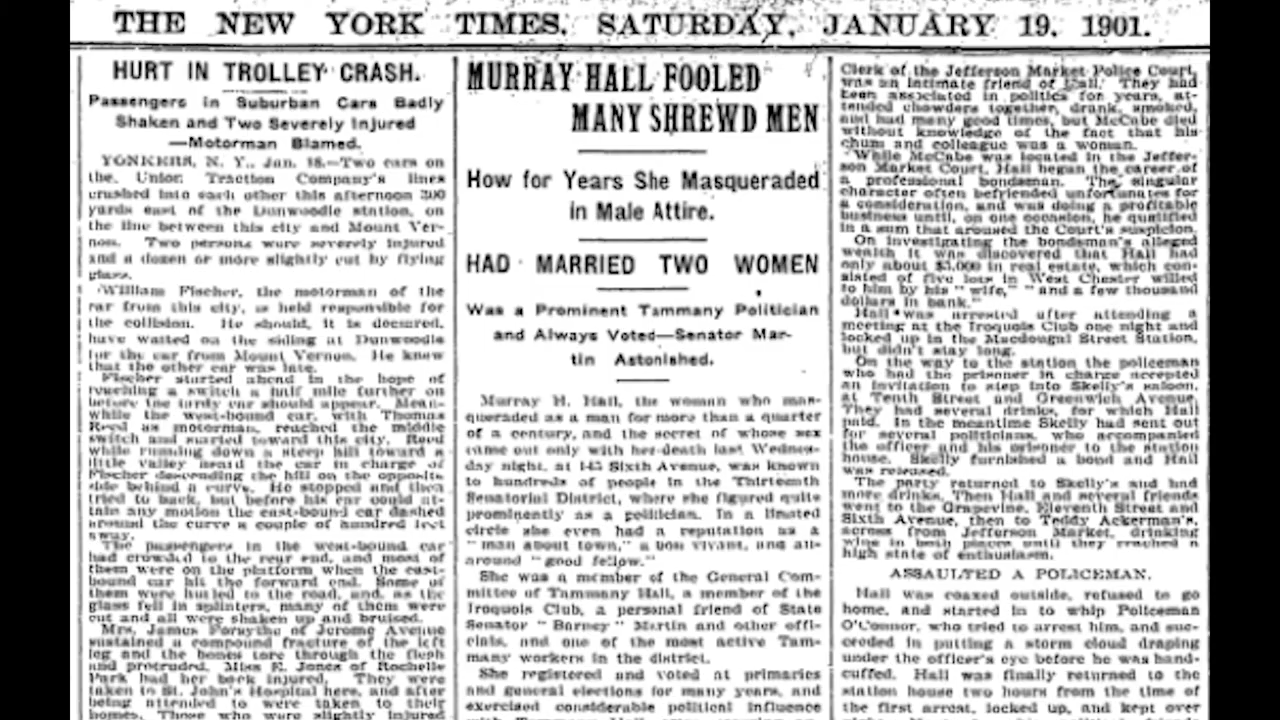 THE NEW YORK TIMES, SATURDAY, JANUARY 19, 1901.
HURT IN TROLLEY CRASH.
Passengers in Suburban Cars Badly
Shaken and Two Severely Injured
—Motorman Blamed.
YONKERS, N. Y., Jan. 18.—Two cars on
the Union Traction Company's lines
crushed into each other this afternoon 300
yards east of the Dunwoodie station, on
the line between this city and Mount Ver-
non. Two persons were severely injured
and a dozen or more slightly cut by flying
glass.
William Fischer, the motorman of the
car from this city, is held responsible for
the collision. He should, it is declared,
have waited on the siding at Dunwoodie
for the car from Mount Vernon. He knew
that the other car was late.
Fischer started ahead in the hope of
reaching a switch a half mile further on
before the tardy car should appear. Mean-
while the west-bound car, with Thomas
Reed as motorman, reached the middle
switch and started toward this city. Reed
while running down a steep hill toward a
little valley heard the car in charge of
Fischer descending the hill on the opposite
side behind a curve. He stopped and then
tried to back, but before his car could at-
tain any motion the east-bound car dashed
around the curve a couple of hundred feet
away.
The passengers in the west-bound car
had crowded to the rear end, and most of
them were on the platform when the east-
bound car hit the forward end. Some of
them were hurled to the road, and, as the
glass fell in splinters, many of them were
cut and all were shaken up and bruised.
Mrs. James Forsythe of Jerome Avenue
sustained a compound fracture of the left
leg and the bones tore through the flesh
and protruded. Miss E. Jones of Rochelle
Park had her back injured. They were
taken to St. John's Hospital here, and after
being attended to were taken to their
homes. Those who were slightly injured
MURRAY HALL FOOLED
MANY SHREWD MEN
How for Years She Masqueraded
in Male Attire.
HAD MARRIED TWO WOMEN
Was a Prominent Tammany Politician
and Always Voted—Senator Mar-
tin Astonished.
Murray H. Hall, the woman who mas-
queraded as a man for more than a quarter
of a century, and the secret of whose sex
came out only with her death last Wednes-
day night, at 145 Sixth Avenue, was known
to hundreds of people in the Thirteenth
Senatorial District, where she figured quite
prominently as a politician. In a limited
circle she even had a reputation as a
"man about town," a bon vivant, and all-
around "good fellow."
She was a member of the General Com-
mittee of Tammany Hall, a member of the
Iroquois Club, a personal friend of State
Senator "Barney" Martin and other offi-
cials, and one of the most active Tam-
many workers in the district.
She registered and voted at primaries
and general elections for many years, and
exercised considerable political influence
Clerk of the Jefferson Market Police Court,
was an intimate friend of Hall. They had
been associated in politics for years, at-
tended chowders together, drank, smoked,
and had many good times, but McCabe died
without knowledge of the fact that his
chum and colleague was a woman.
While McCabe was located in the Jeffer-
son Market Court, Hall began the career of
a professional bondsman. The singular
character often befriended unfortunates for
a consideration, and was doing a profitable
business until, on one occasion, he qualified
in a sum that aroused the Court's suspicion.
On investigating the bondsman's alleged
wealth it was discovered that Hall had
only about $5,000 in real estate, which con-
sisted of five lots in West Chester willed
to him by his "wife," "and a few thousand
dollars in bank."
Hall was arrested after attending a
meeting at the Iroquois Club one night and
locked up in the Macdougal Street Station,
but didn't stay long.
On the way to the station the policeman
who had the prisoner in charge accepted
an invitation to step into Skelly's saloon,
at Tenth Street and Greenwich Avenue.
They had several drinks, for which Hall
paid. In the meantime Skelly had sent out
for several politicians, who accompanied
the officer and his prisoner to the station
house. Skelly furnished a bond and Hall
was released.
The party returned to Skelly's and had
more drinks. Then Hall and several friends
went to the Grapevine, Eleventh Street and
Sixth Avenue, then to Teddy Ackerman's,
across from Jefferson Market, drinking
wine in both places until they reached a
high state of enthusiasm.
ASSAULTED A POLICEMAN.
Hall was coaxed outside, refused to go
home, and started in to whip Policeman
O'Connor, who tried to arrest him, and suc-
ceeded in putting a storm cloud draping
under the officer's eye before he was hand-
cuffed. Hall was finally returned to the
station house two hours from the time of
the first arrest, locked up, and kept over